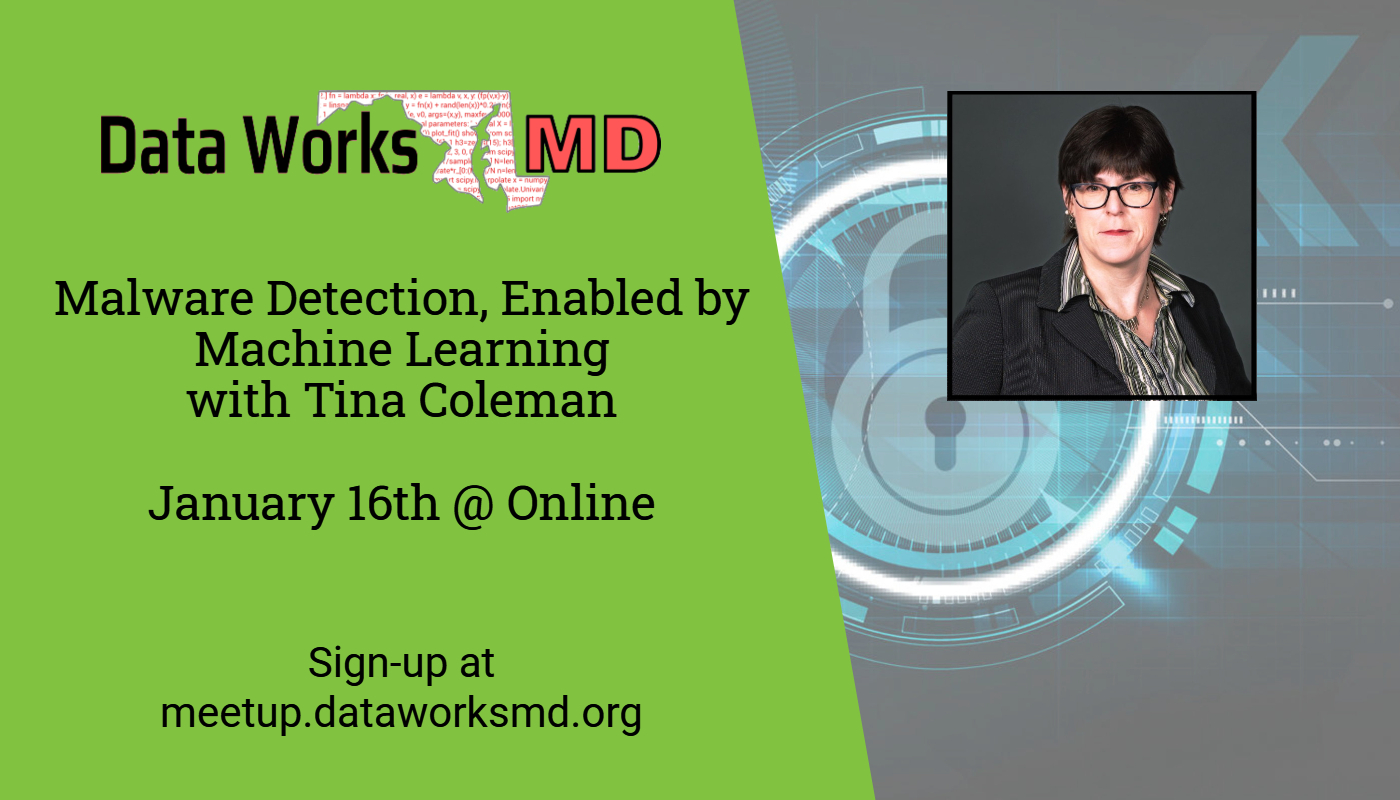 Data Works MD
Malware Detection, Enabled by
Machine Learning
with Tina Coleman
January 16th @ Online
Sign-up at
meetup.dataworksmd.org